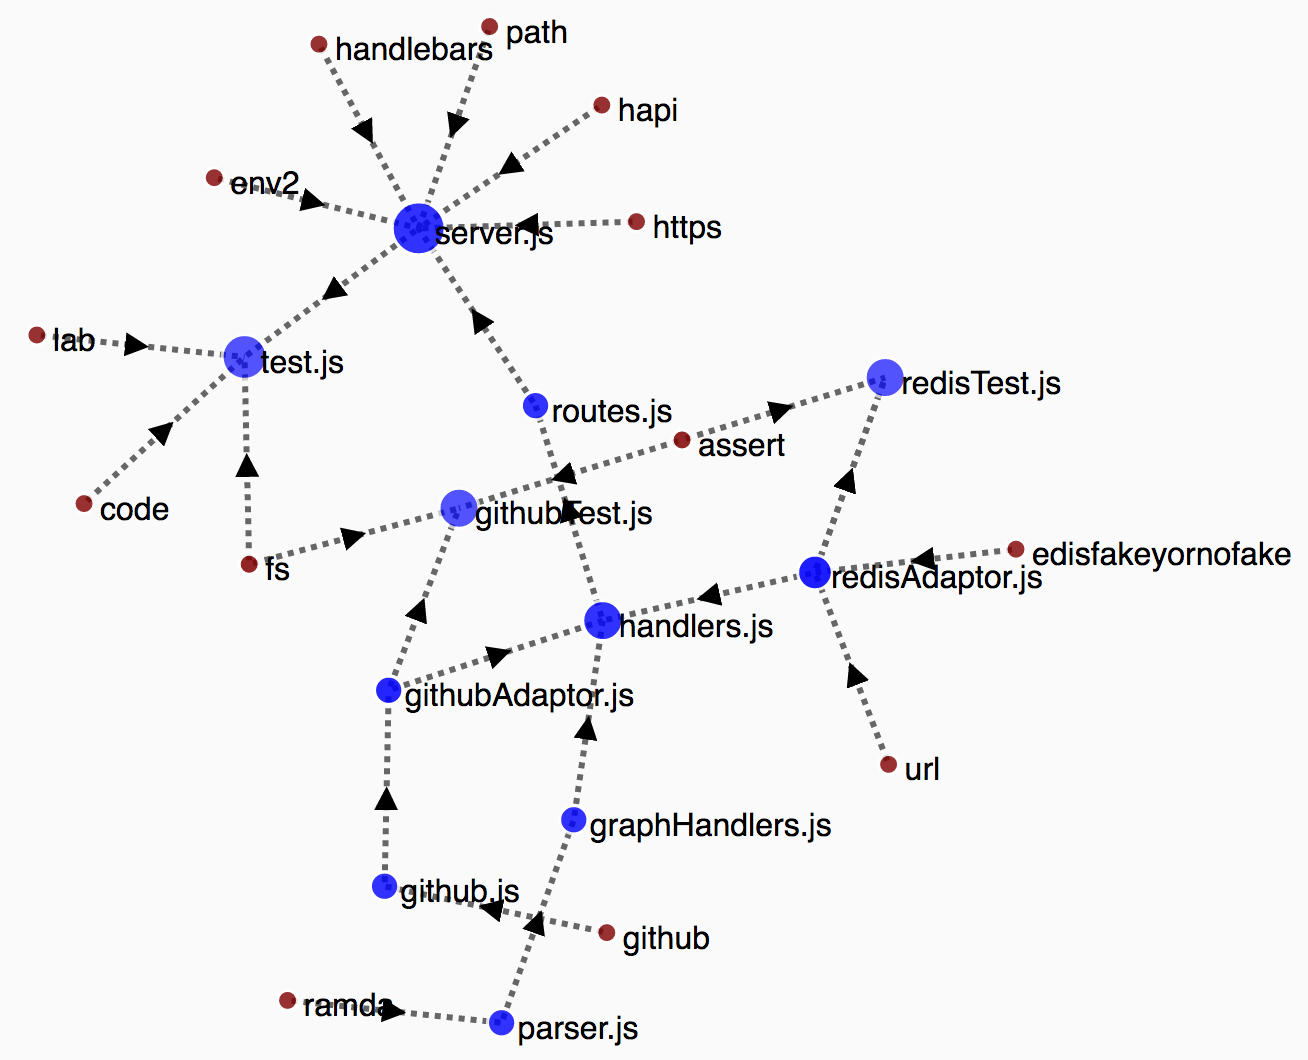 path
handlebars
hapi
env2
https
server.js
lab
test.js
redisTest.js
routes.js
assert
code
githubTest.js
edisfakeyornofake
fs
redisAdaptor.js
handlers.js
githubAdaptor.js
url
graphHandlers.js
github.js
github
ramda
parser.js